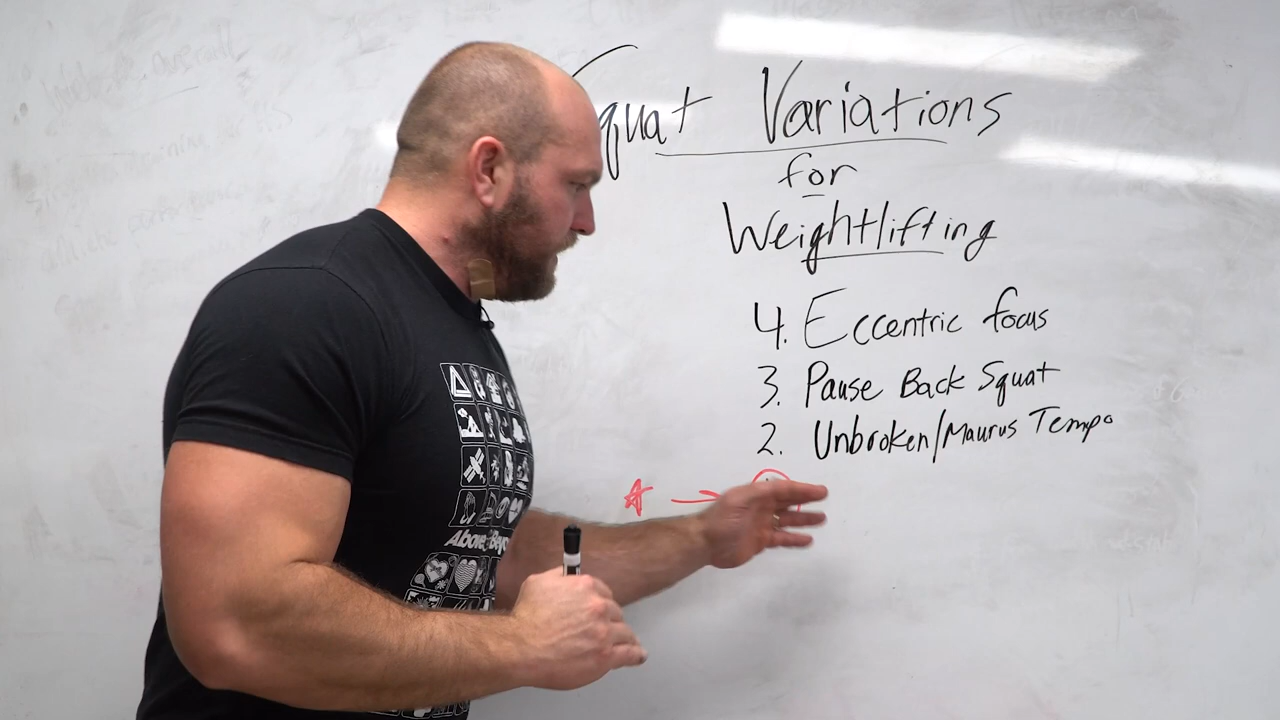 Squat Variations
for
Weightlifting
4. Eccentric focus
3. Pause Back Squat
2. Unbroken/Maurus Tempo